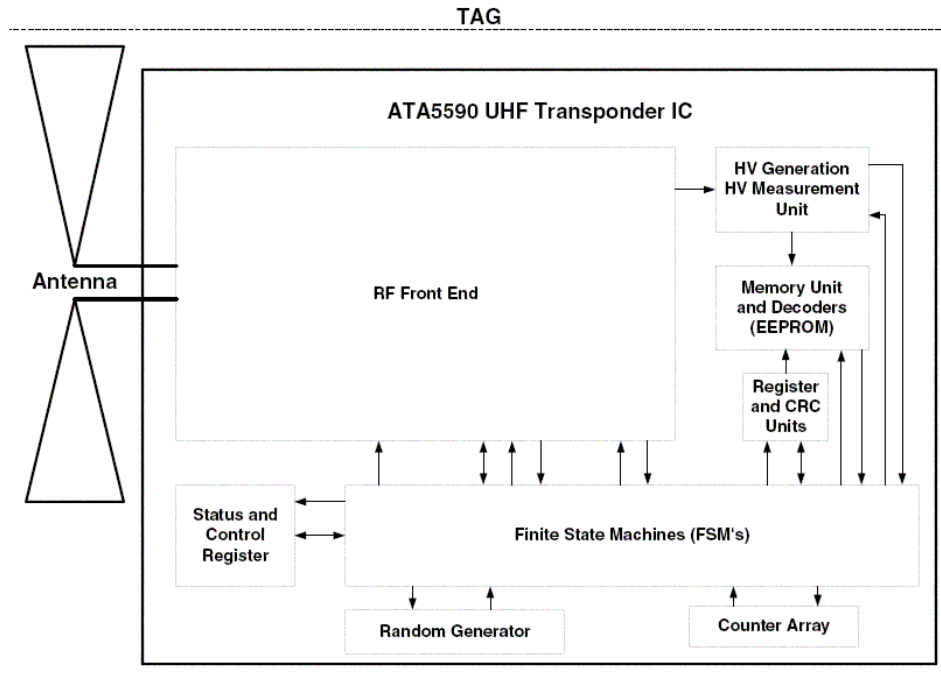 TAG
ATA5590 UHF Transponder IC
HV Generation
HV Measurement
Unit
Antenna
RF Front End
Memory Unit
and Decoders
(EEPROM)
Register
and CRC
Units
Status and
Control
Register
Finite State Machines (FSM's)
Random Generator
Counter Array